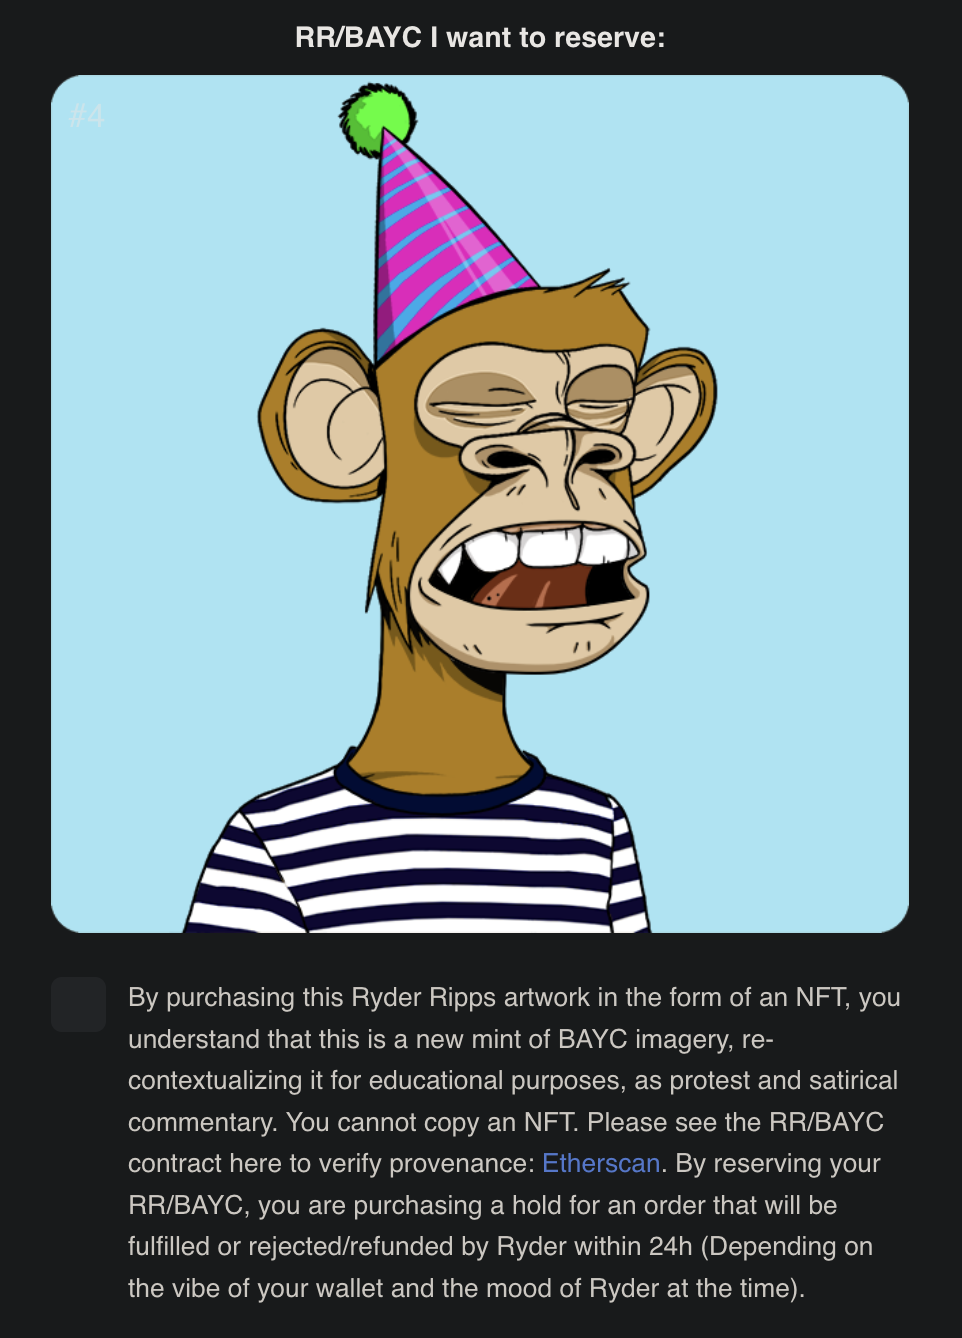 RR/BAYC I want to reserve:
#4
By purchasing this Ryder Ripps artwork in the form of an NFT, you
understand that this is a new mint of BAYC imagery, re-
contextualizing it for educational purposes, as protest and satirical
commentary. You cannot copy an NFT. Please see the RR/BAYC
contract here to verify provenance: Etherscan. By reserving your
RR/BAYC, you are purchasing a hold for an order that will be
fulfilled or rejected/refunded by Ryder within 24h (Depending on
the vibe of your wallet and the mood of Ryder at the time).